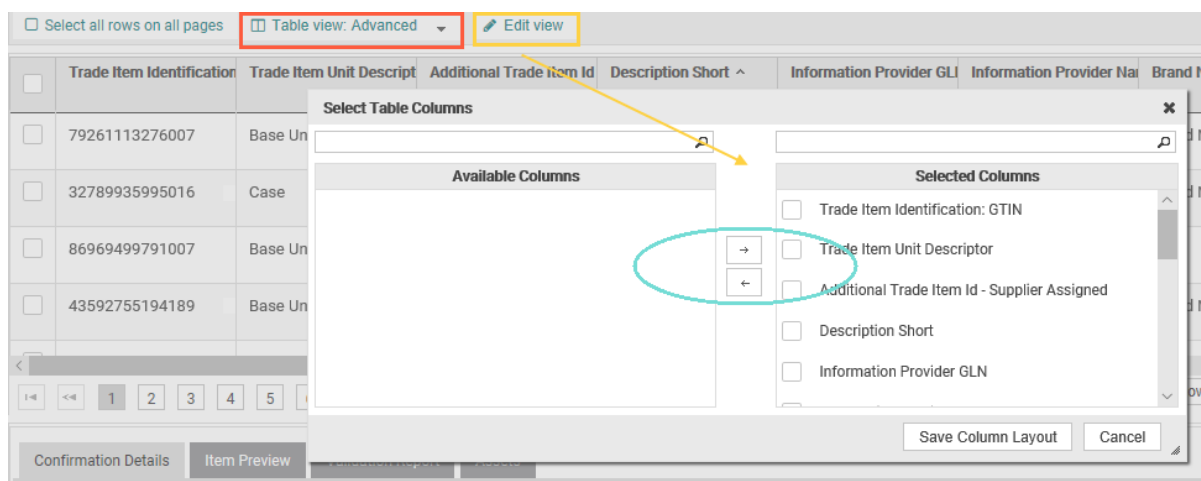 Select all rows on all pages
Table view: Advanced
Edit view
Trade Item Identification
Trade Item Unit Descript
Additional Trade Item Id
Description Short
Information Provider GLI
Information Provider Nai
Brand
Select Table Columns
79261113276007
Base Un
32789935995016
Case
86969499791007
Base Un
43592755194189
Base Un
Available Columns
Selected Columns
Trade Item Identification: GTIN
Trade Item Unit Descriptor
Additional Trade Item Id - Supplier Assigned
Description Short
Information Provider GLN
1 2 3 4 5
Save Column Layout
Cancel
Confirmation Details
Item Preview